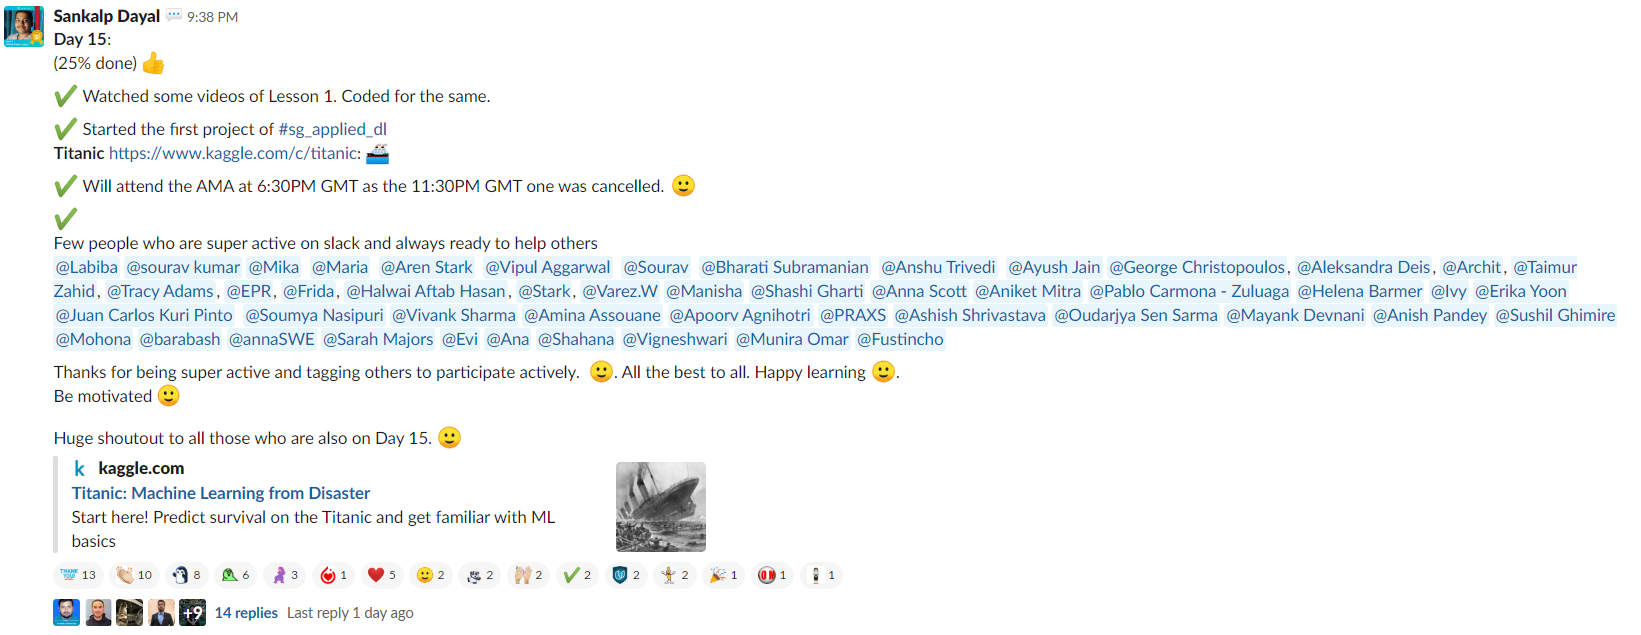 Sankalp Dayal 9:38 PM
Day 15:
(25% done)
Watched some videos of Lesson 1. Coded for the same.
Started the first project of #sg_applied_dl
Titanic https://www.kaggle.com/c/titanic:
Will attend the AMA at 6:30PM GMT as the 11:30PM GMT one was cancelled.
Few people who are super active on slack and always ready to help others
@Labiba @sourav kumar @Mika @Maria @Aren Stark @Vipul Aggarwal @Sourav @Bharati Subramanian @Anshu Trivedi @Ayush Jain @George Christopoulos, @Aleksandra Deis, @Archit, @Taimur
Zahid, @Tracy Adams, @EPR, @Frida, @Halwai Aftab Hasan, @Stark, @Varez.W @Manisha @Shashi Gharti @Anna Scott @Aniket Mitra @Pablo Carmona - Zuluaga @Helena Barmer @Ivy @Erika Yoon
@Juan Carlos Kuri Pinto @Soumya Nasipuri @Vivank Sharma @Amina Assouane @Apoorv Agnihotri @PRAXS @Ashish Shrivastava @Oudarjya Sen Sarma @Mayank Devnani @Anish Pandey @Sushil Ghimire
@Mohona @barabash @annaSWE @Sarah Majors @Evi @Ana @Shahana @Vigneshwari @Munira Omar @Fustincho
Thanks for being super active and tagging others to participate actively. . All the best to all. Happy learning .
Be motivated
Huge shoutout to all those who are also on Day 15.
k kaggle.com
Titanic: Machine Learning from Disaster
Start here! Predict survival on the Titanic and get familiar with ML
basics
THANK YOU! 13 10 8 6 3 1 5 2 2 2 2 2 2 1 1 1
+9 14 replies Last reply 1 day ago